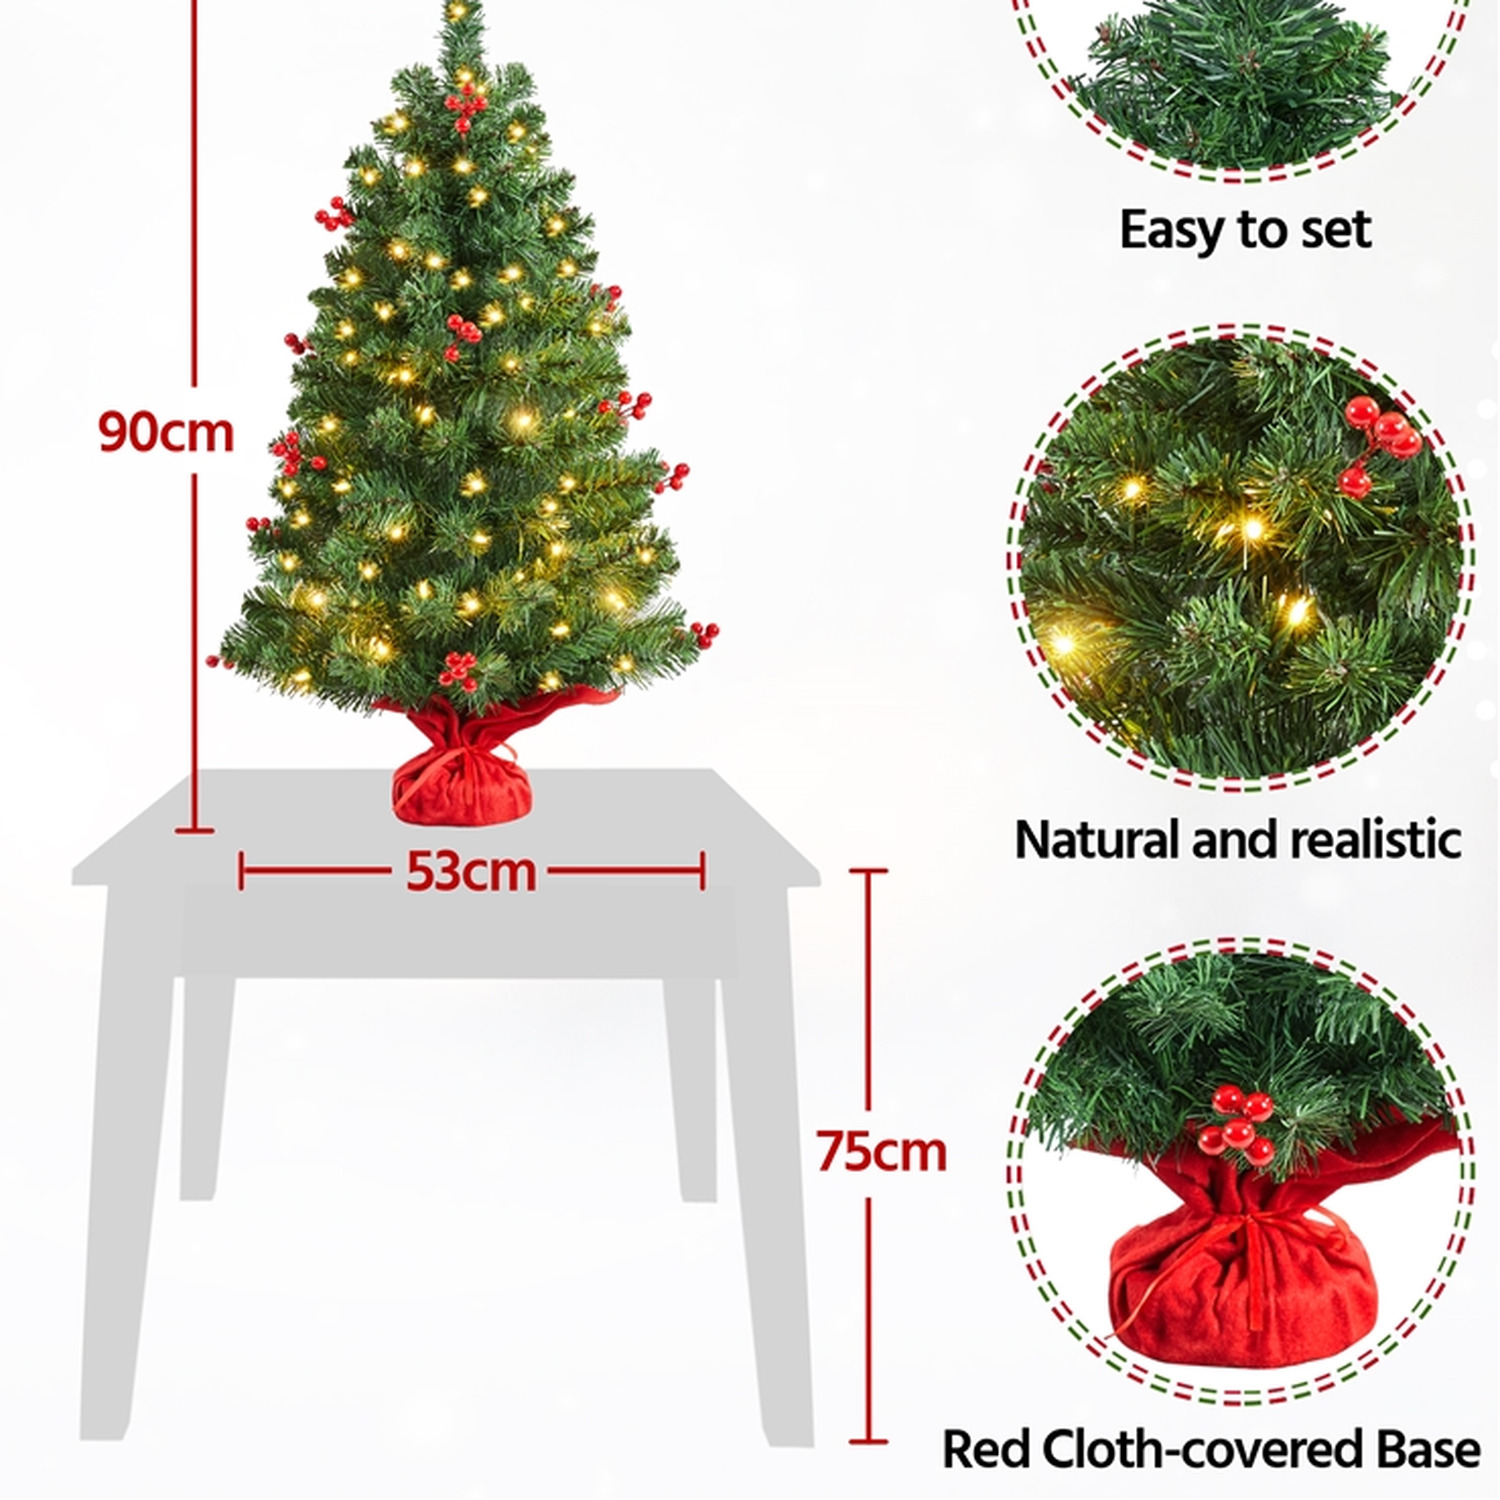 Easy to set
90cm
Natural and realistic
53cm
75cm
Red Cloth-covered Base